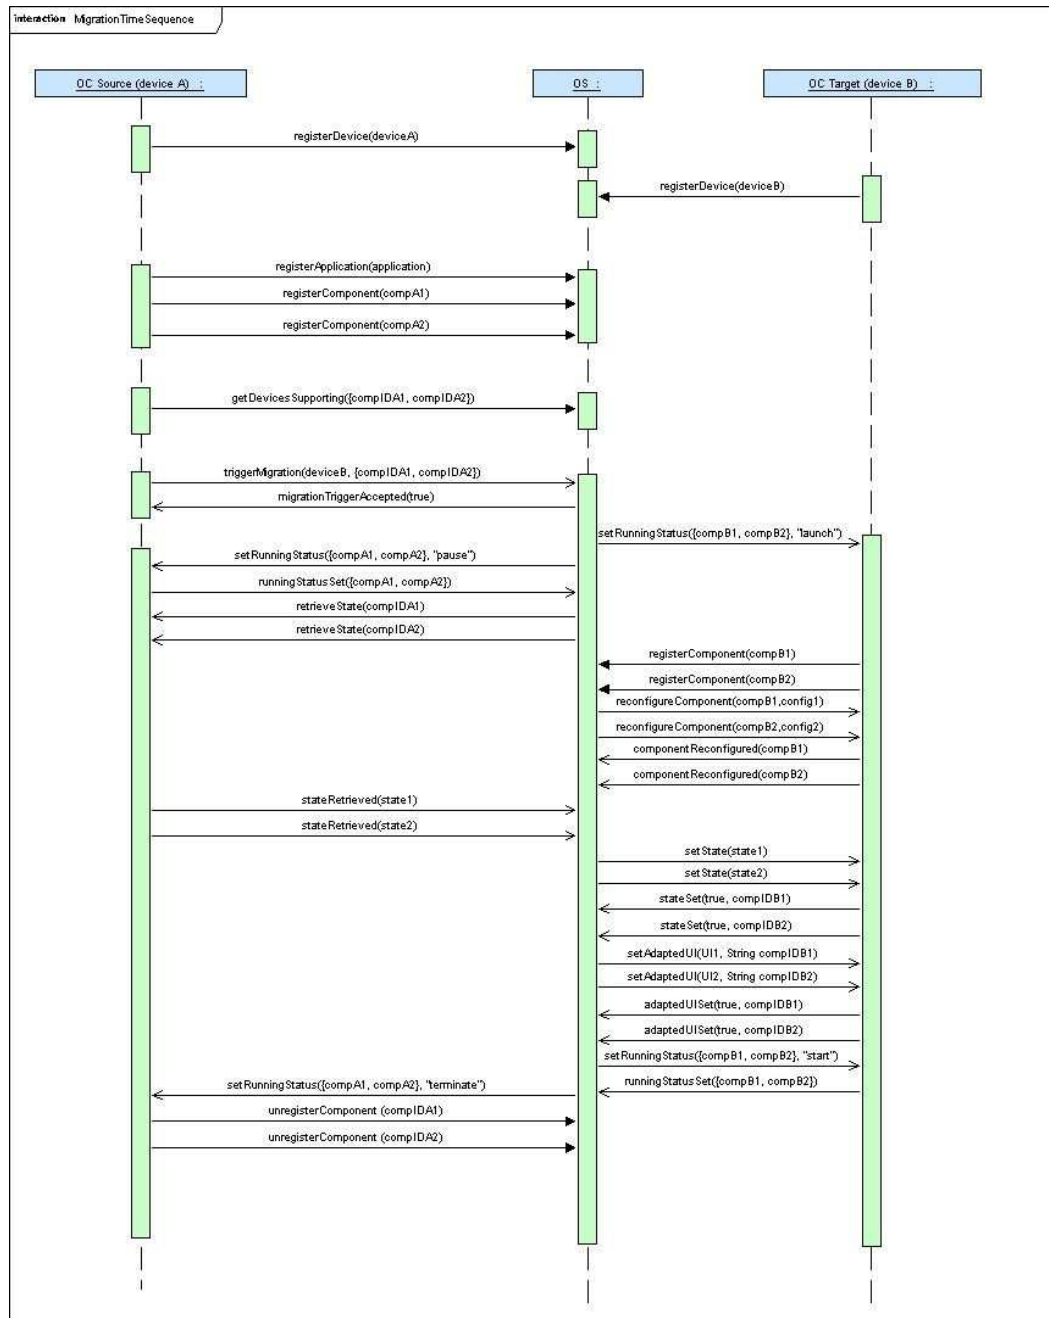 interaction MigrationTimeSequence
OC Source (device A) :
OS :
OC Target (device B) :
registerDevice(deviceA)
registerDevice(deviceB)
registerApplication(application)
registerComponent(compA1)
registerComponent(compA2)
getDevicesSupporting({compIDA1, compIDA2})
triggerMigration(deviceB, {compIDA1, compIDA2})
migrationTriggerAccepted(true)
setRunningStatus({compB1, compB2}, "launch")
setRunningStatus({compA1, compA2}, "pause")
runningStatusSet({compA1, compA2})
retrieveState(compIDA1)
retrieveState(compIDA2)
registerComponent(compB1)
registerComponent(compB2)
reconfigureComponent(compB1,config1)
reconfigureComponent(compB2,config2)
componentReconfigured(compB1)
componentReconfigured(compB2)
stateRetrieved(state1)
stateRetrieved(state2)
setState(state1)
setState(state2)
stateSet(true, compIDB1)
stateSet(true, compIDB2)
setAdaptedUI(UI1, String compIDB1)
setAdaptedUI(UI2, String compIDB2)
adaptedUISet(true, compIDB1)
adaptedUISet(true, compIDB2)
setRunningStatus({compB1, compB2}, "start")
runningStatusSet({compB1, compB2})
setRunningStatus({compA1, compA2}, "terminate")
unregisterComponent (compIDA1)
unregisterComponent (compIDA2)